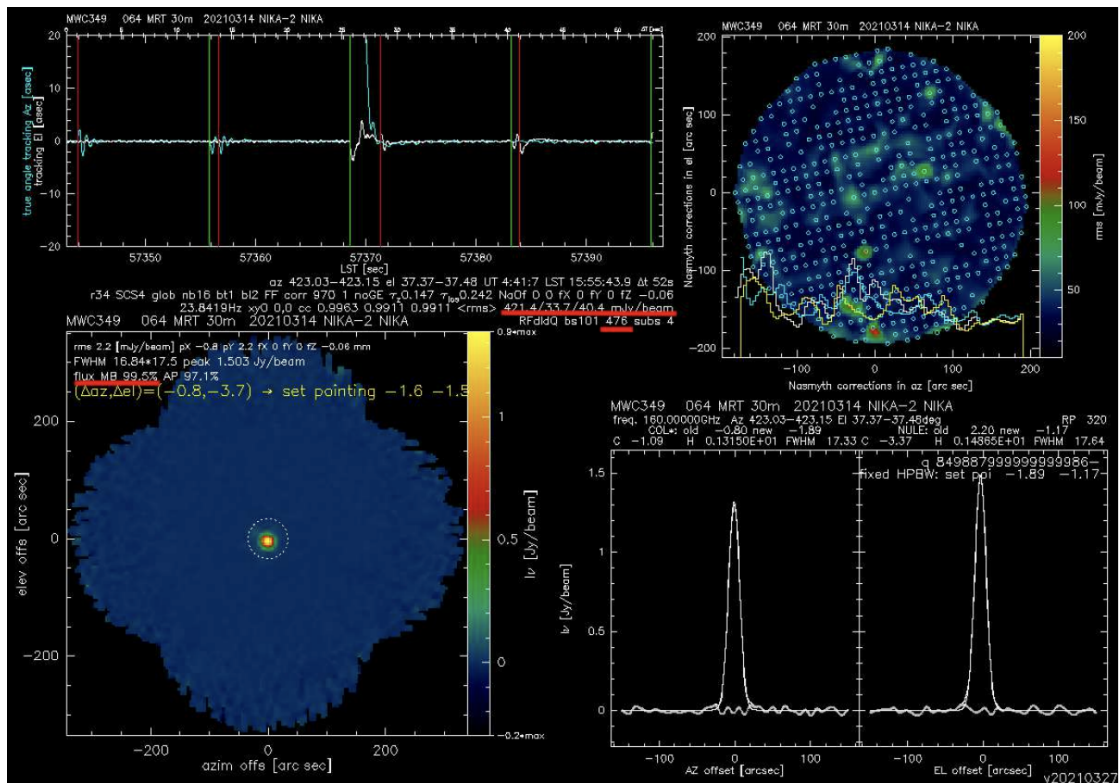 MWC349 064 MRT 30m 20210314 NIKA-2 NIKA
0 5 10 15 20 25 30 35 40 45 50
20
10
0
-10
-20
true angle tracking Az [asec]
tracking El [asec]
57350 57360 57370 57380 57390
LST [sec]
az 423.03-423.15 el 37.37-37.48 UT 4:41:7 LST 15:55:43.9 Δt 52s
r34 SCS4 glob nb16 bt1 bl2 FF corr 970 1 noGE
0.147
0.242 NaOf 0 0 fX 0 fY 0 fZ -0.06
23.8419Hz xy0 0,0 cc 0.9963 0.9911 0.9911 <rms> 421.4/33.7/40.4 mJy/beam
RFdIdQ bs101 476 subs 4
MWC349 064 MRT 30m 20210314 NIKA-2 NIKA
0.9*max
rms 2.2 [mJy/beam] pX -0.8 pY 2.2 fX 0 fY 0 fZ -0.06 mm
FWHM 16.84*17.5 peak 1.503 Jy/beam
flux MB 99.5% AP 97.1%
(Δaz,Δel)=(-0.8,-3.7) → set pointing -1.6 -1.5
200
0
-200
elev offs [arc sec]
-200 0 200
azim offs [arc sec]
1
0.5
0
-0.2*max
Iν [Jy/beam]
MWC349 064 MRT 30m 20210314 NIKA-2 NIKA
200
100
0
-100
-200
Nasmyth corrections in el [arc sec]
-200 -100 0 100 200
Nasmyth corrections in az [arc sec]
200
150
100
50
rms [mJy/beam]
MWC349 064 MRT 30m 20210314 NIKA-2 NIKA
freq. 160.00000GHz Az 423.03-423.15 El 37.37-37.48deg RP 320
COL*: old -0.80 new -1.89 NULE: old 2.20 new -1.17
C -1.09 H 0.13150E+01 FWHM 17.33 C -3.37 H 0.14865E+01 FWHM 17.64
q 849887999999999986-
fixed HPBW: set poi -1.89 -1.17
1.5
1
0.5
0
Iν [Jy/beam]
-100 0 100 -100 0 100
AZ offset [arcsec] EL offset [arcsec]
v20210327